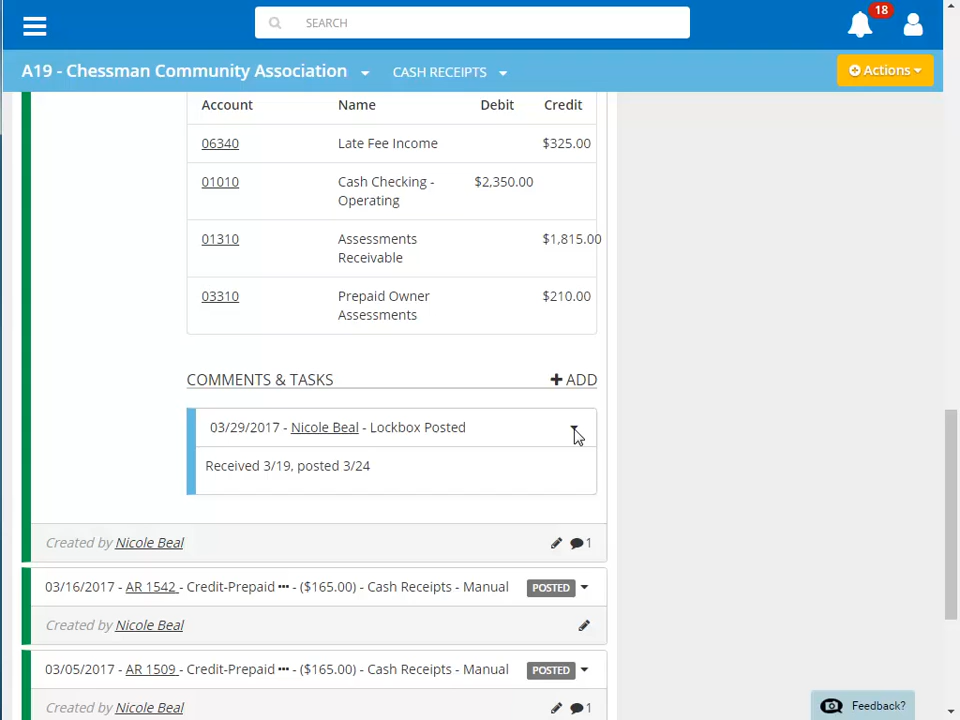 SEARCH
18
A19 - Chessman Community Association
CASH RECEIPTS
Actions
Account Name Debit Credit
06340 Late Fee Income $325.00
01010 Cash Checking - $2,350.00
Operating
01310 Assessments $1,815.00
Receivable
03310 Prepaid Owner $210.00
Assessments
COMMENTS & TASKS + ADD
03/29/2017 - Nicole Beal - Lockbox Posted
Received 3/19, posted 3/24
Created by Nicole Beal 1
03/16/2017 - AR 1542 - Credit-Prepaid ••• - ($165.00) - Cash Receipts - Manual POSTED
Created by Nicole Beal
03/05/2017 - AR 1509 - Credit-Prepaid ••• - ($165.00) - Cash Receipts - Manual POSTED
Created by Nicole Beal 1
Feedback?